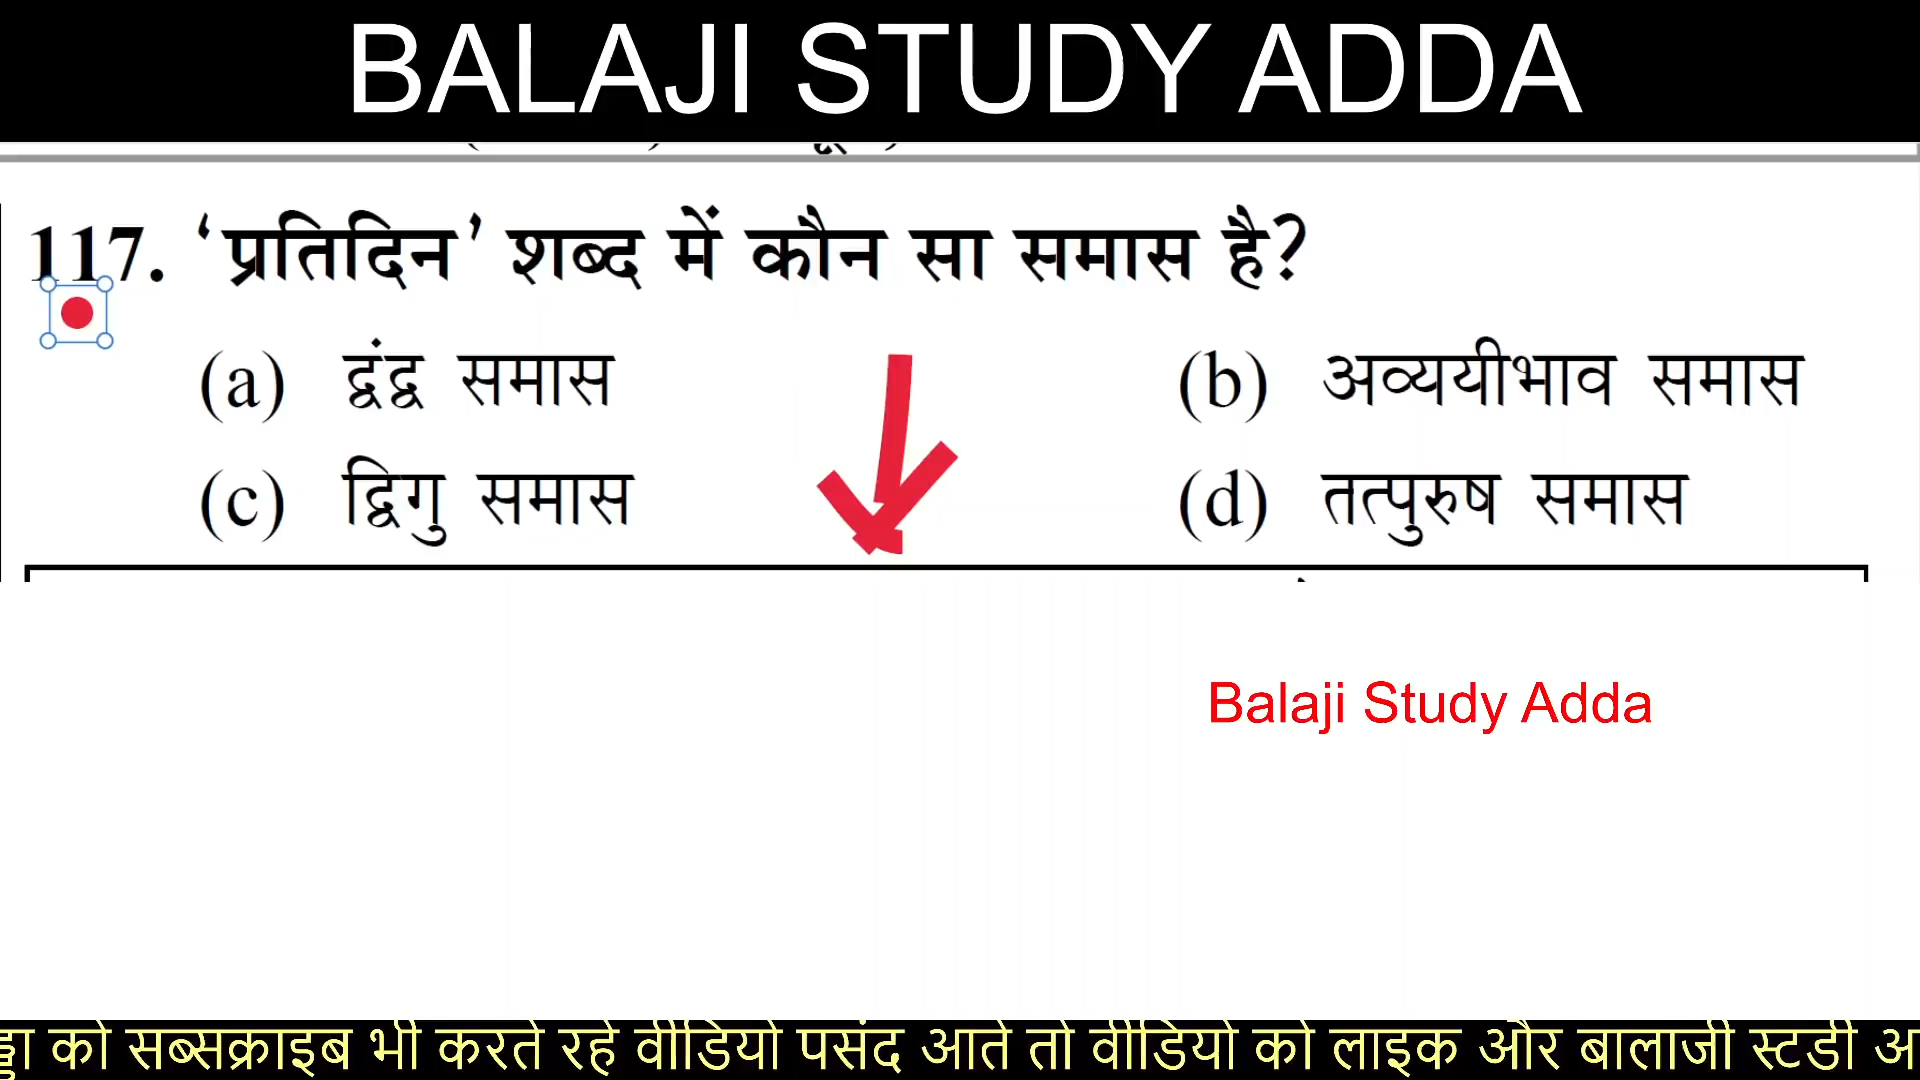 BALAJI STUDY ADDA
117. ‘प्रतिदिन’ शब्द में कौन सा समास है?
(a) द्वंद्व समास (b) अव्ययीभाव समास
(c) द्विगु समास (d) तत्पुरुष समास
Balaji Study Adda
को सब्सक्राइब भी करते रहे वीडियो पसंद आते तो वीडियो को लाइक और बालाजी स्टडी